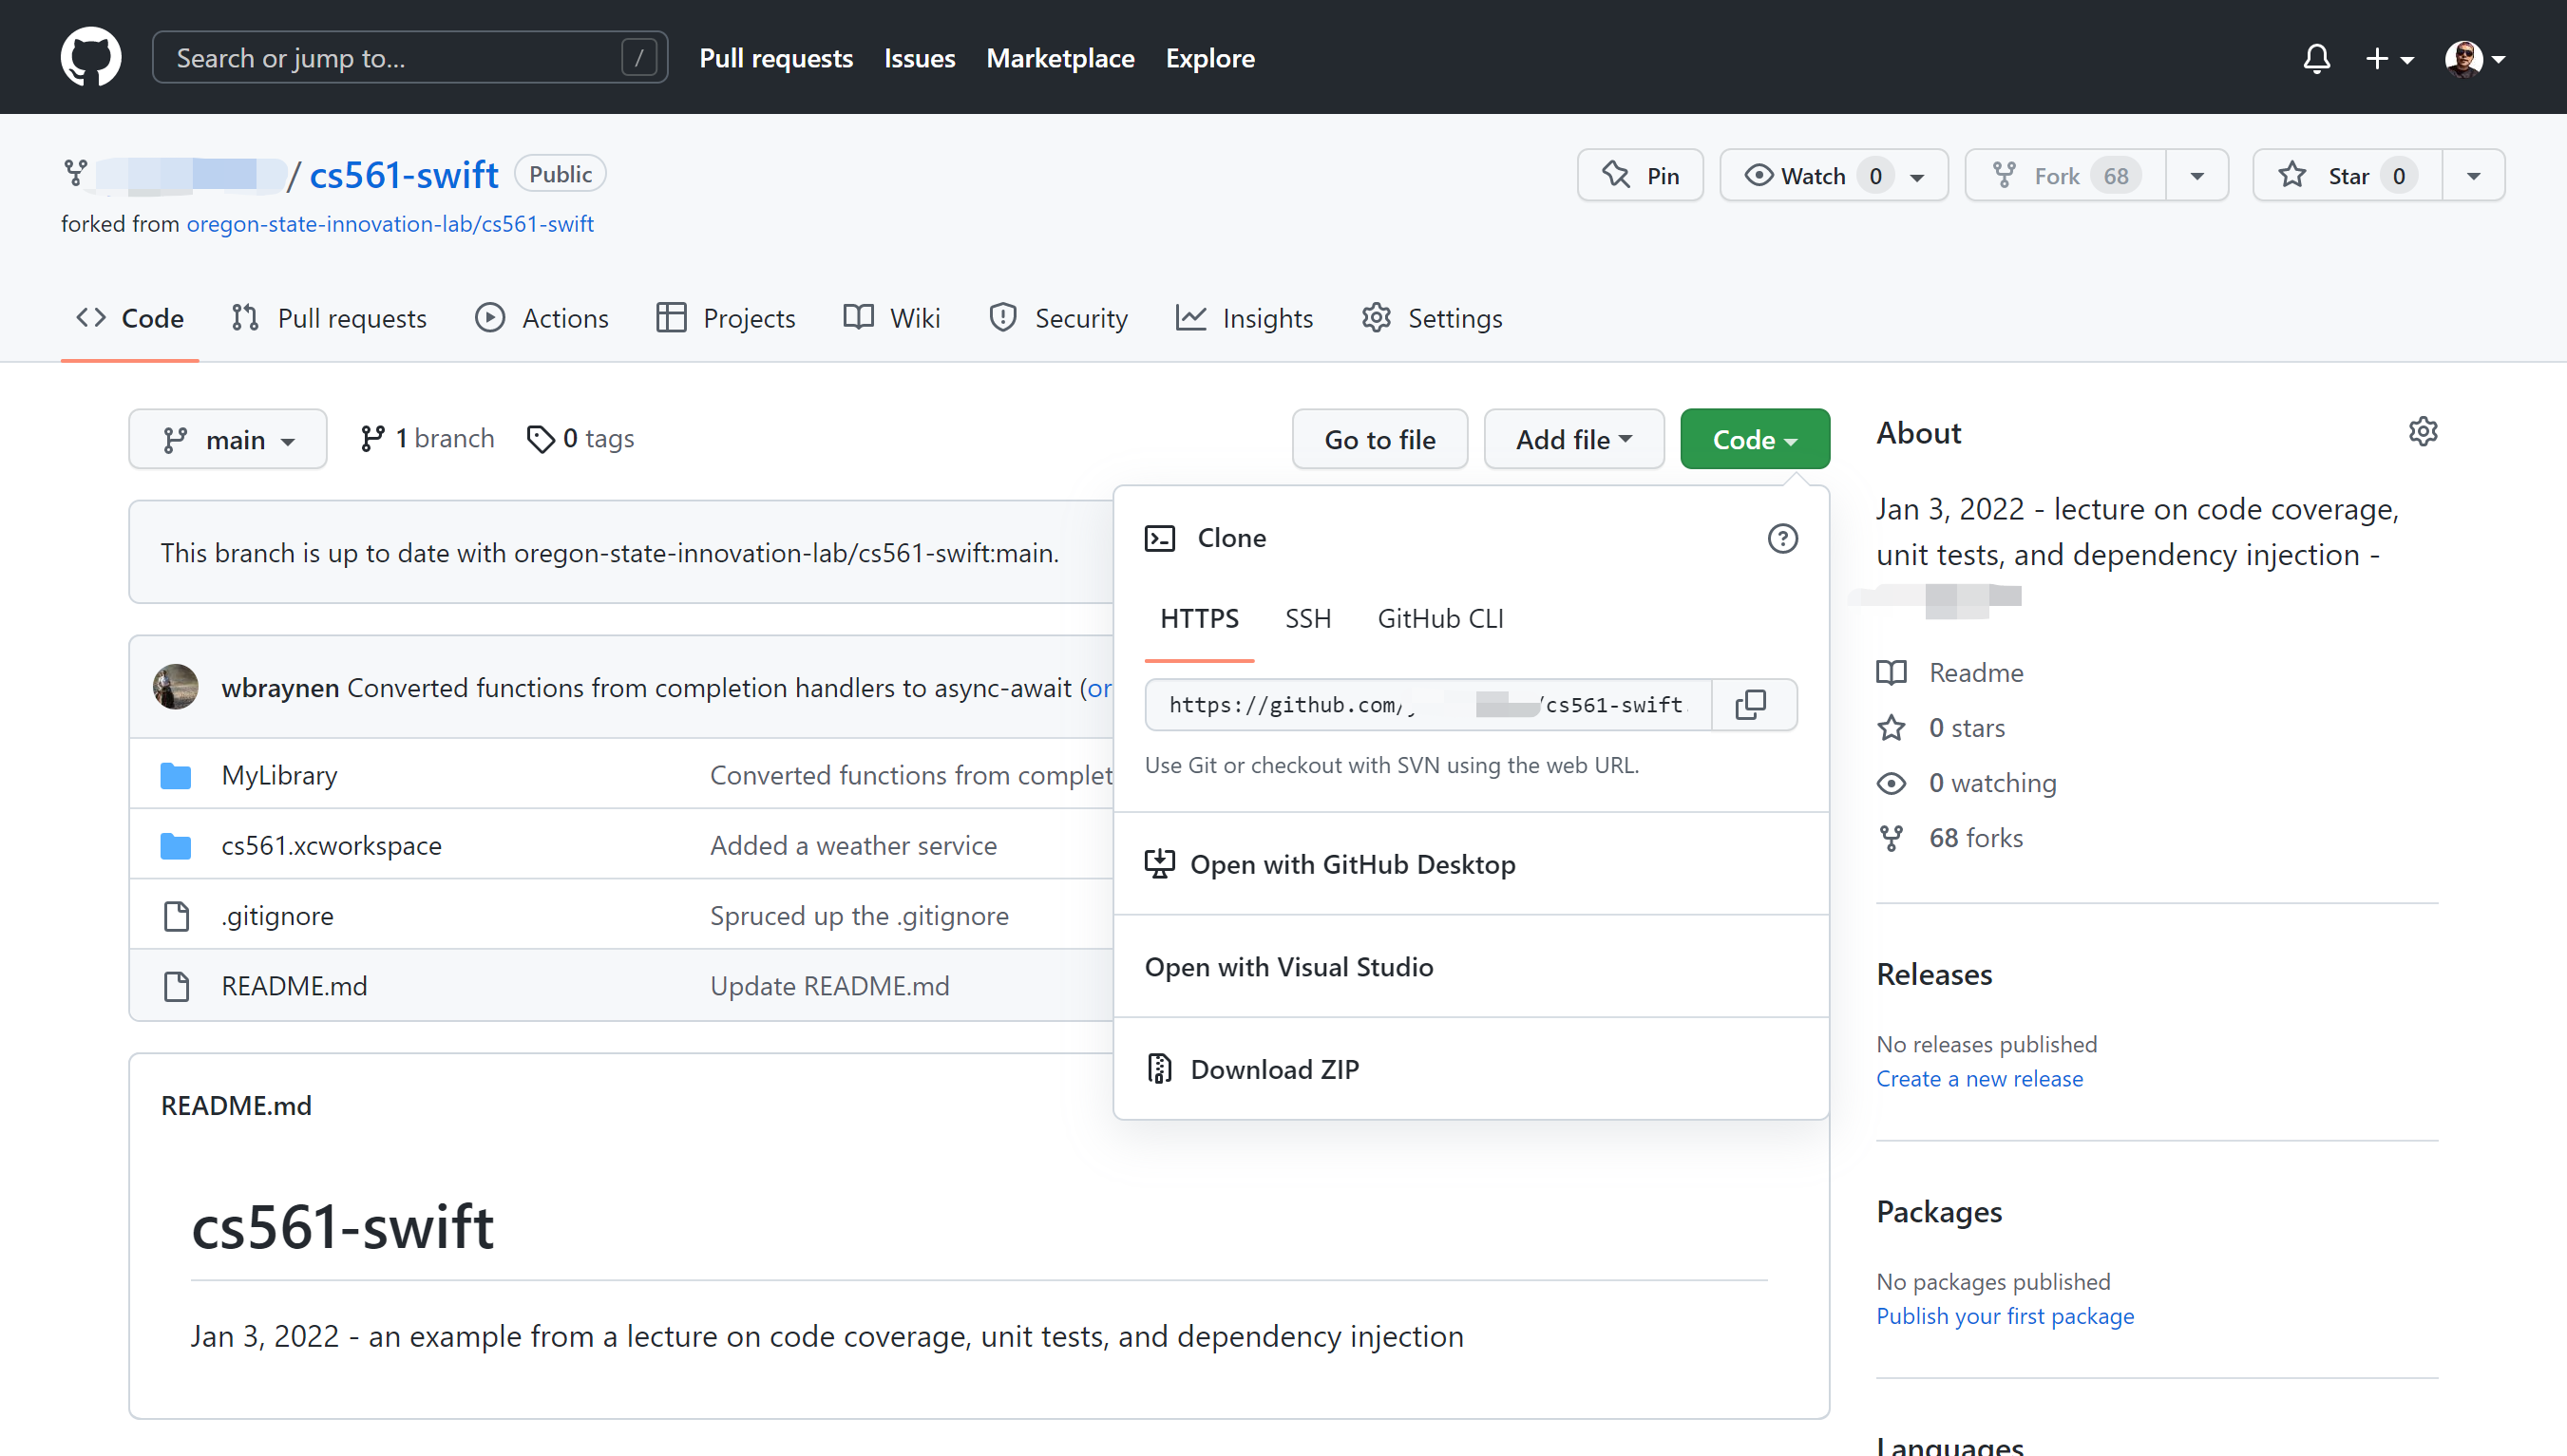 Search or jump to... /
Pull requests Issues Marketplace Explore
/ cs561-swift Public
Pin Watch 0 Fork 68 Star 0
forked from oregon-state-innovation-lab/cs561-swift
Code Pull requests Actions Projects Wiki Security Insights Settings
main 1 branch 0 tags
Go to file Add file Code
This branch is up to date with oregon-state-innovation-lab/cs561-swift:main.
wbraynen Converted functions from completion handlers to async-await (or
MyLibrary Converted functions from complet
cs561.xcworkspace Added a weather service
.gitignore Spruced up the .gitignore
README.md Update README.md
Clone
HTTPS SSH GitHub CLI
https://github.com/ /cs561-swift.
Use Git or checkout with SVN using the web URL.
Open with GitHub Desktop
Open with Visual Studio
Download ZIP
README.md
cs561-swift
Jan 3, 2022 - an example from a lecture on code coverage, unit tests, and dependency injection
About
Jan 3, 2022 - lecture on code coverage,
unit tests, and dependency injection -
Readme
0 stars
0 watching
68 forks
Releases
No releases published
Create a new release
Packages
No packages published
Publish your first package
Languages